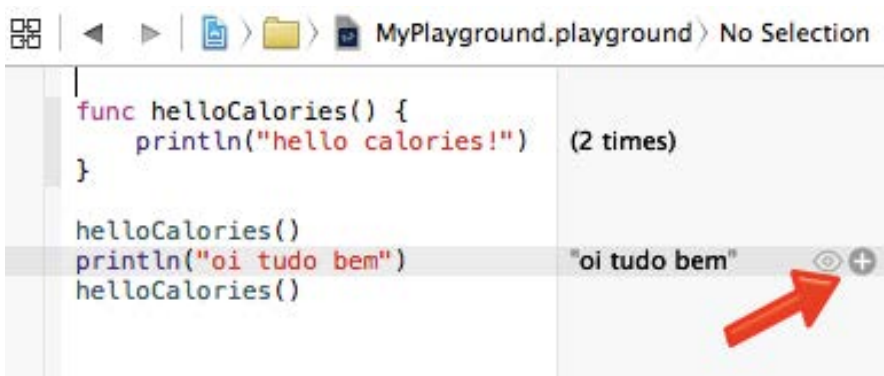 MyPlayground.playground No Selection
func helloCalories() {
println("hello calories!") (2 times)
}
helloCalories()
println("oi tudo bem") "oi tudo bem"
helloCalories()